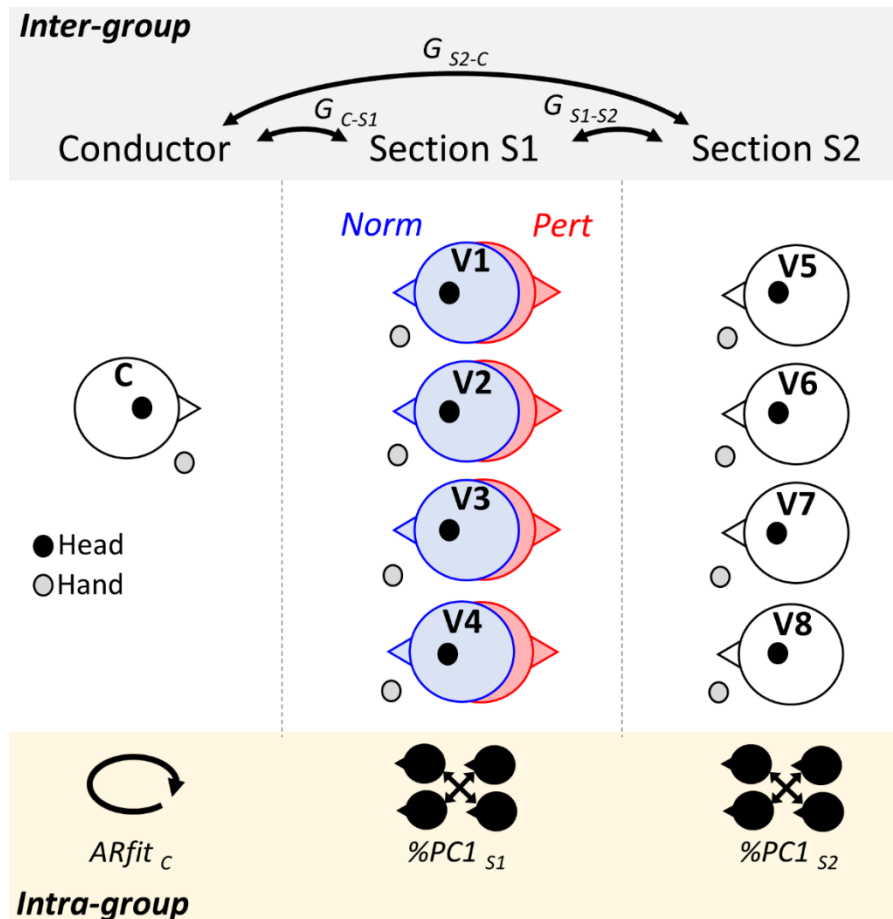 Inter-group
G S2-C
G C-S1
G S1-S2
Conductor Section S1 Section S2
Norm Pert
V1 V5
C V2 V6
V3 V7
Head
Hand
V4 V8
ARfit C %PC1 S1 %PC1 S2
Intra-group